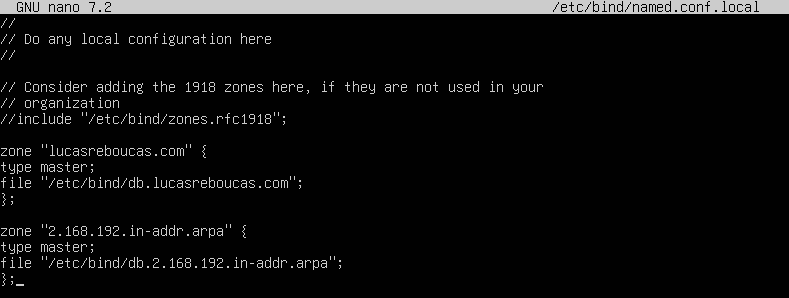 GNU nano 7.2 /etc/bind/named.conf.local
//
// Do any local configuration here
//
// Consider adding the 1918 zones here, if they are not used in your
// organization
//include "/etc/bind/zones.rfc1918";
zone "lucasreboucas.com" {
type master;
file "/etc/bind/db.lucasreboucas.com";
};
zone "2.168.192.in-addr.arpa" {
type master;
file "/etc/bind/db.2.168.192.in-addr.arpa";
};